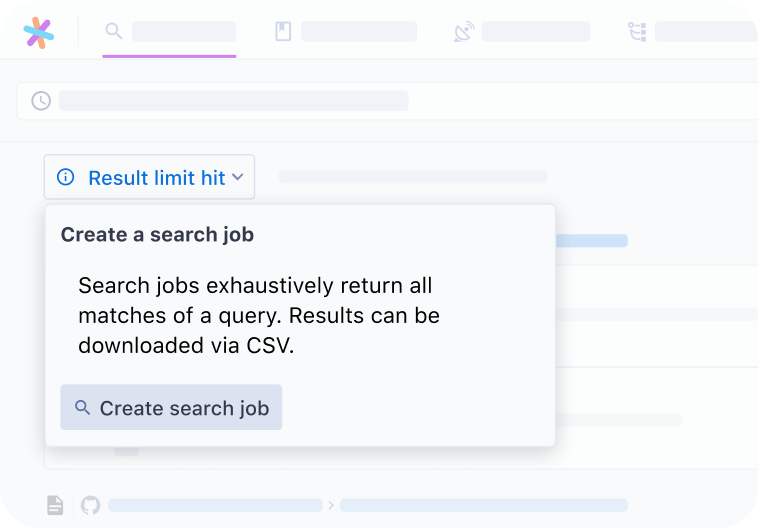 Result limit hit
Create a search job
Search jobs exhaustively return all
matches of a query. Results can be
downloaded via CSV.
Create search job